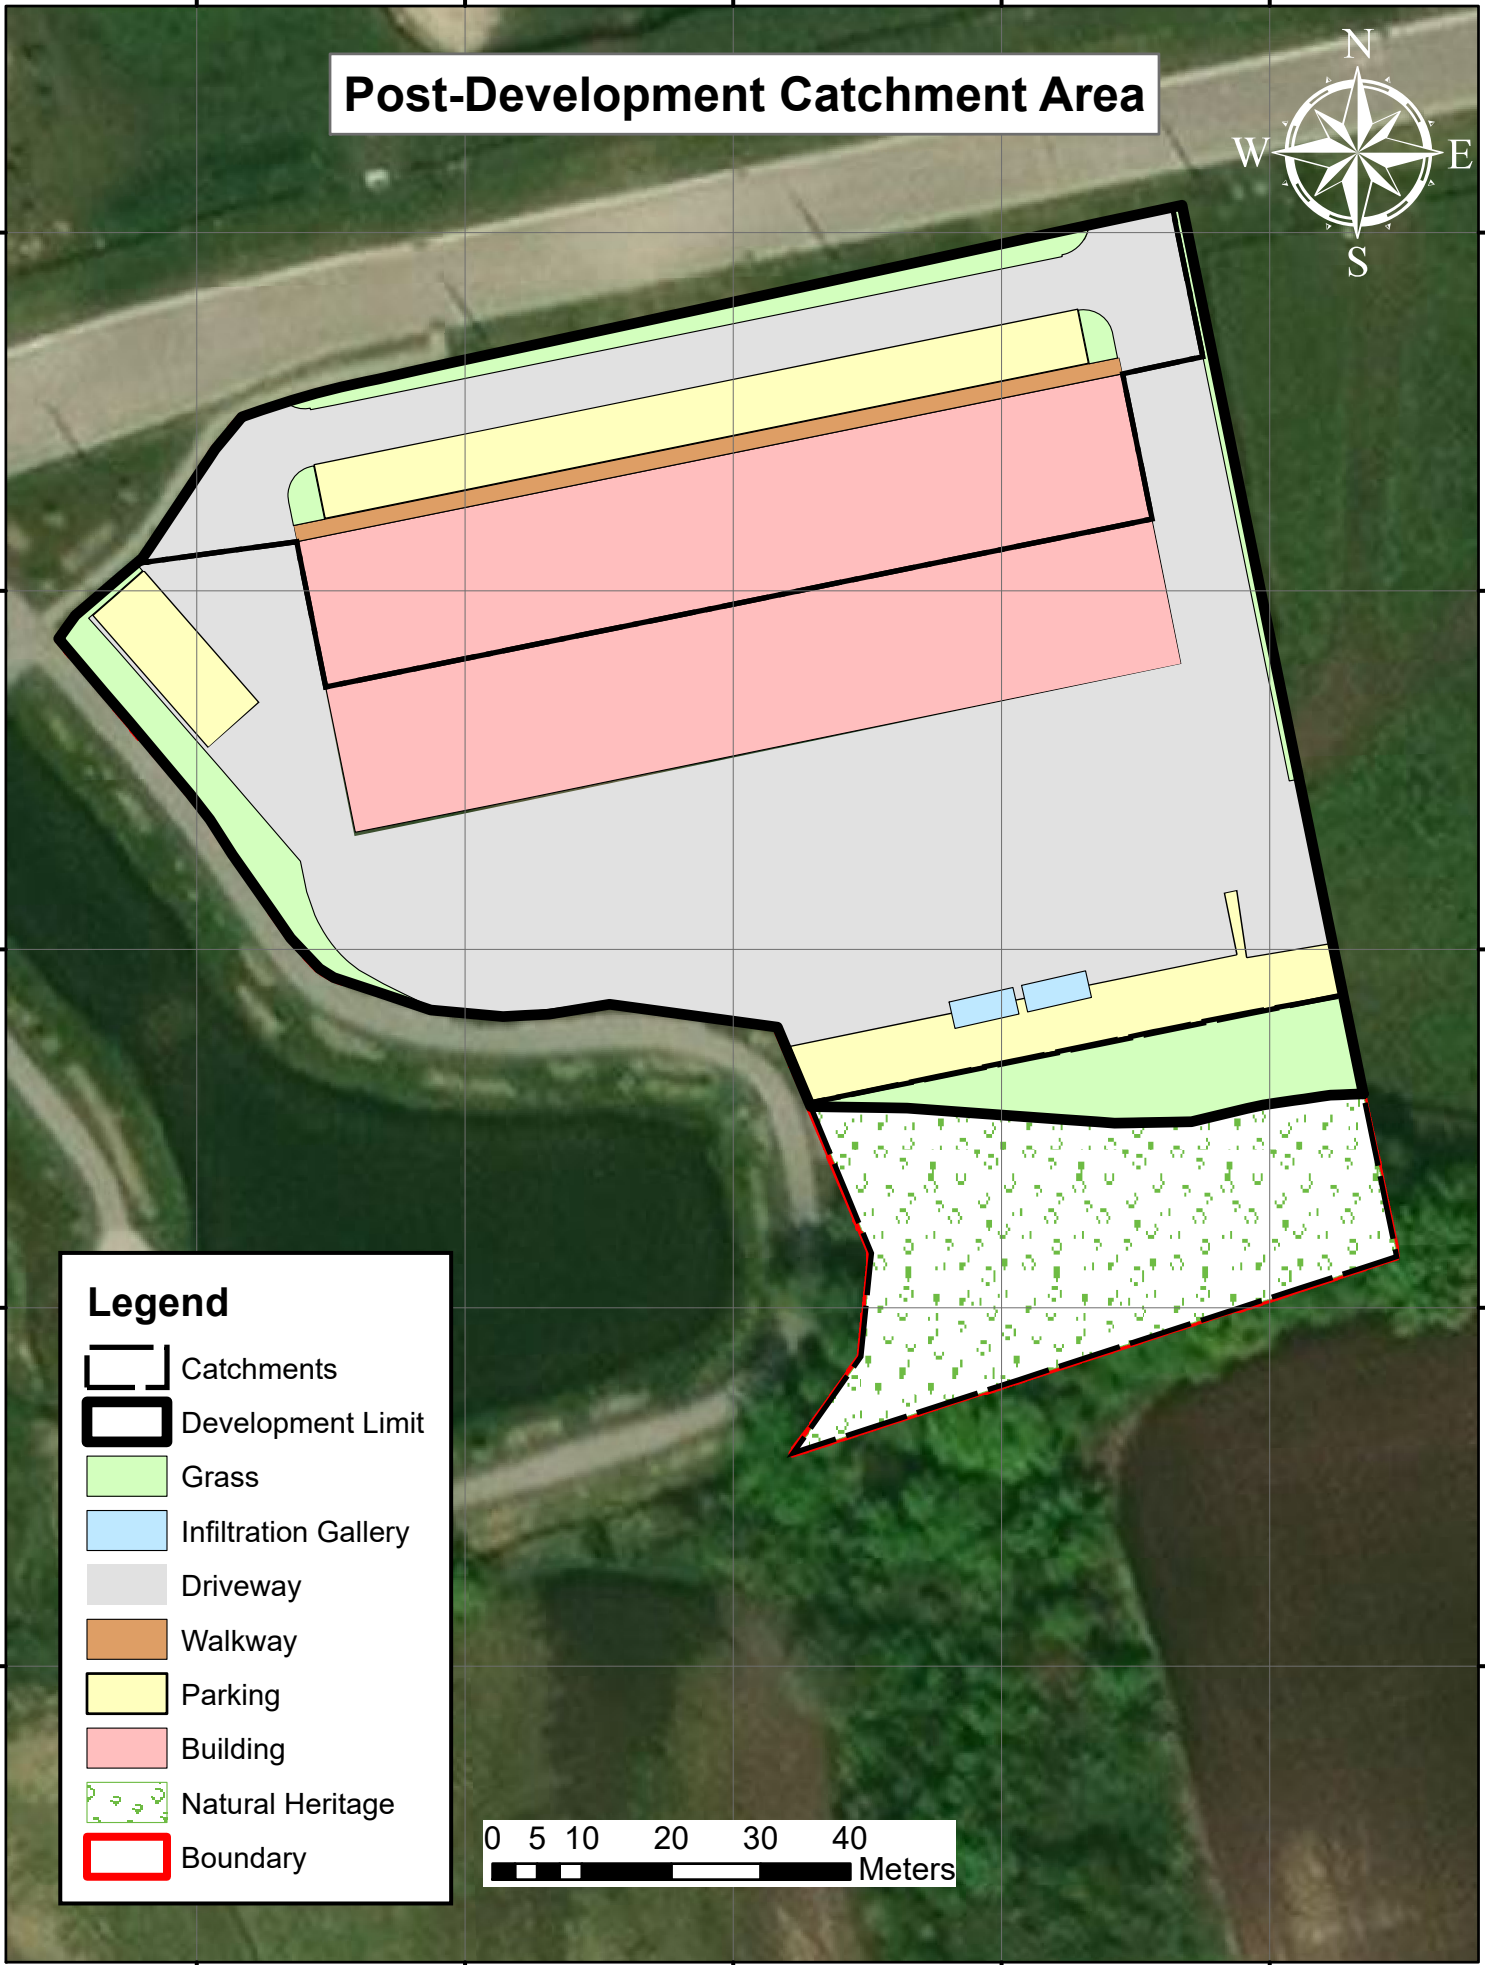 Post-Development Catchment Area
N
W
E
S
Legend
Catchments
Development Limit
Grass
Infiltration Gallery
Driveway
Walkway
Parking
Building
Natural Heritage
Boundary
0 5 10 20 30 40
Meters